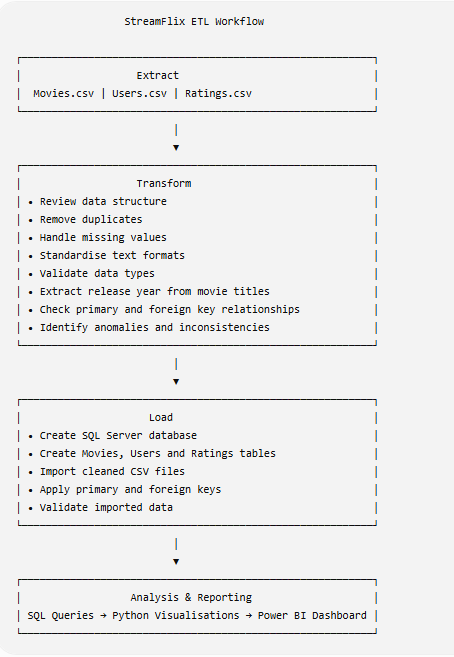 StreamFlix ETL Workflow
Extract
Movies.csv | Users.csv | Ratings.csv
Transform
• Review data structure
• Remove duplicates
• Handle missing values
• Standardise text formats
• Validate data types
• Extract release year from movie titles
• Check primary and foreign key relationships
• Identify anomalies and inconsistencies
Load
• Create SQL Server database
• Create Movies, Users and Ratings tables
• Import cleaned CSV files
• Apply primary and foreign keys
• Validate imported data
Analysis & Reporting
SQL Queries → Python Visualisations → Power BI Dashboard